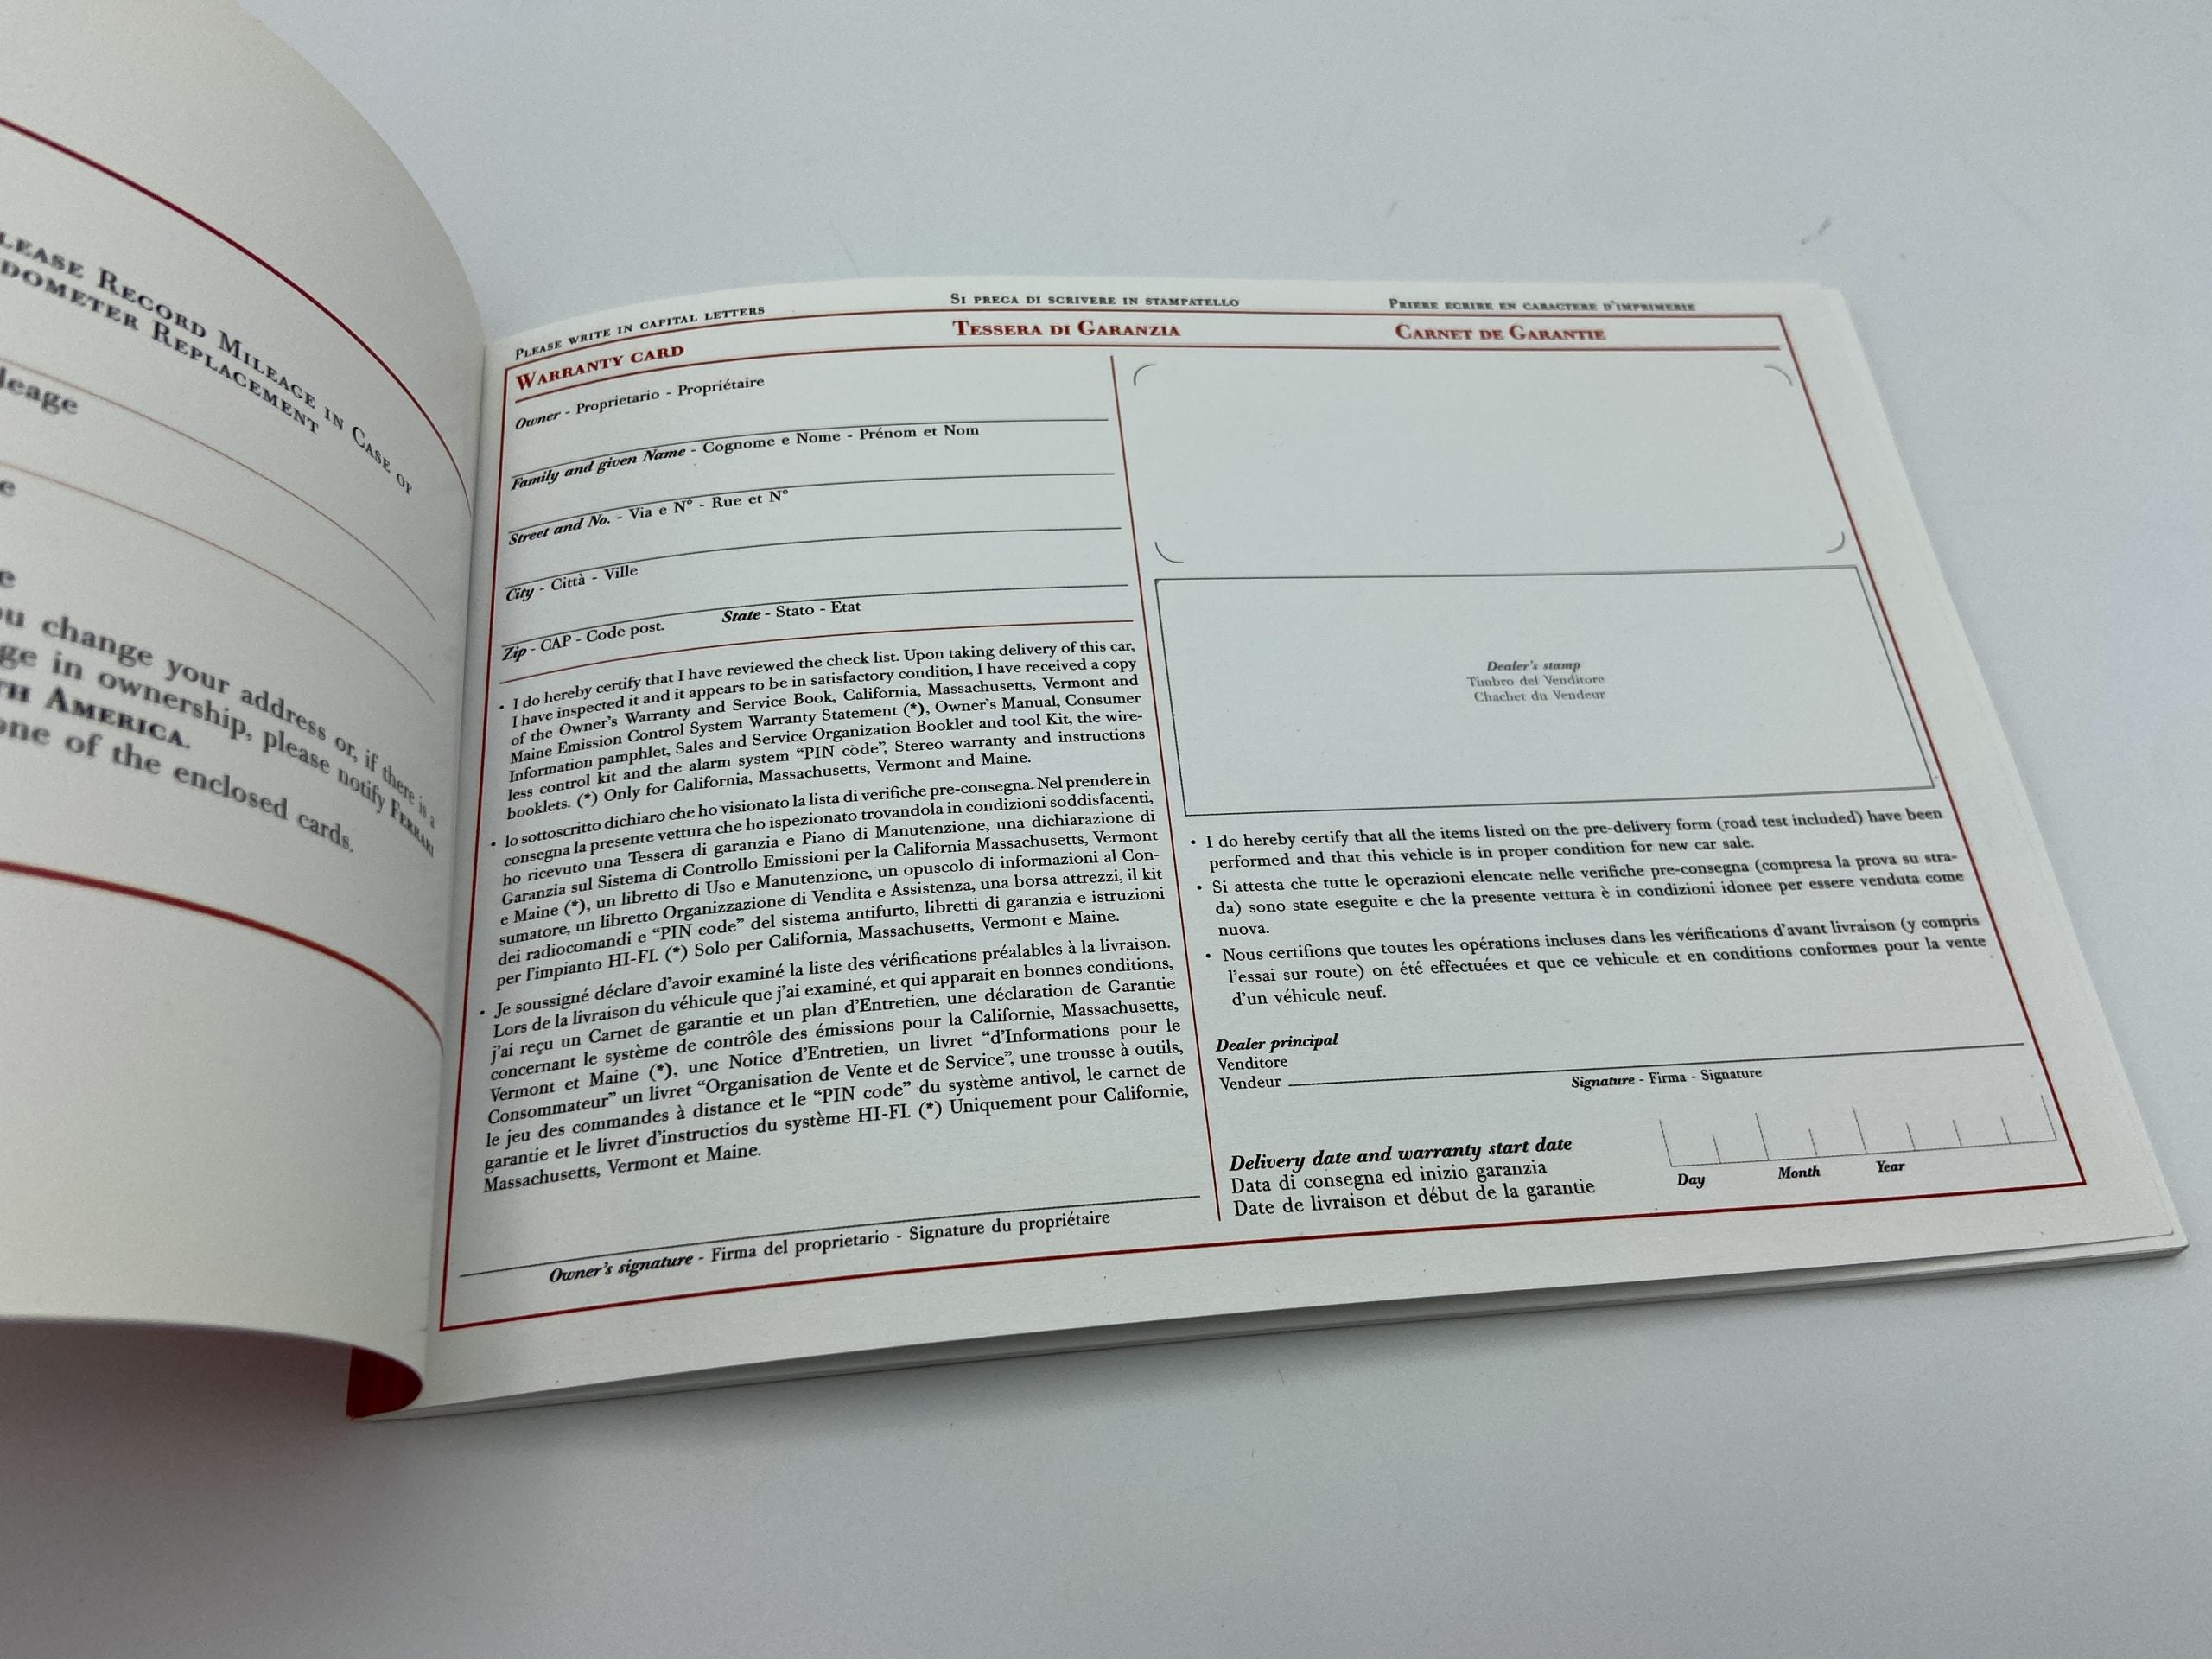 Please Record Mileage in Case of
Odometer Replacement
you change your address or, if there is a
in ownership, please notify Ferrari
North America.
one of the enclosed cards.
Please write in capital letters
Si prega di scrivere in stampatello
Priere ecrire en caractere d'imprimerie
Warranty card
Tessera di Garanzia
Carnet de Garantie
Owner - Proprietario - Propriétaire
Family and given Name - Cognome e Nome - Prénom et Nom
Street and No. - Via e N° - Rue et N°
City - Città - Ville
Zip - CAP - Code post.
State - Stato - Etat
• I do hereby certify that I have reviewed the check list. Upon taking delivery of this car,
I have inspected it and it appears to be in satisfactory condition, I have received a copy
of the Owner's Warranty and Service Book, California, Massachusetts, Vermont and
Maine Emission Control System Warranty Statement (*), Owner's Manual, Consumer
Information pamphlet, Sales and Service Organization Booklet and tool Kit, the wire-
less control kit and the alarm system “PIN code”, Stereo warranty and instructions
booklets. (*) Only for California, Massachusetts, Vermont and Maine.
• Io sottoscritto dichiaro che ho visionato la lista di verifiche pre-consegna. Nel prendere in
consegna la presente vettura che ho ispezionato trovandola in condizioni soddisfacenti,
ho ricevuto una Tessera di garanzia e Piano di Manutenzione, una dichiarazione di
Garanzia sul Sistema di Controllo Emissioni per la California Massachusetts, Vermont
e Maine (*), un libretto di Uso e Manutenzione, un opuscolo di informazioni al Con-
sumatore, un libretto Organizzazione di Vendita e Assistenza, una borsa attrezzi, il kit
dei radiocomandi e “PIN code” del sistema antifurto, libretti di garanzia e istruzioni
per l'impianto HI-FI. (*) Solo per California, Massachusetts, Vermont e Maine.
• Je soussigné déclare d'avoir examiné la liste des vérifications préalables à la livraison.
Lors de la livraison du véhicule que j'ai examiné, et qui apparait en bonnes conditions,
j'ai reçu un Carnet de garantie et un plan d'Entretien, une déclaration de Garantie
concernant le système de contrôle des émissions pour la Californie, Massachusetts,
Vermont et Maine (*), une Notice d'Entretien, un livret “d'Informations pour le
Consommateur” un livret “Organisation de Vente et de Service”, une trousse à outils,
le jeu des commandes à distance et le “PIN code” du système antivol, le carnet de
garantie et le livret d'instructios du système HI-FI. (*) Uniquement pour Californie,
Massachusetts, Vermont et Maine.
Owner's signature - Firma del proprietario - Signature du propriétaire
Dealer's stamp
Timbro del Venditore
Chachet du Vendeur
• I do hereby certify that all the items listed on the pre-delivery form (road test included) have been
performed and that this vehicle is in proper condition for new car sale.
• Si attesta che tutte le operazioni elencate nelle verifiche pre-consegna (compresa la prova su stra-
da) sono state eseguite e che la presente vettura è in condizioni idonee per essere venduta come
nuova.
• Nous certifions que toutes les opérations incluses dans les vérifications d'avant livraison (y compris
l'essai sur route) on été effectuées et que ce vehicule et en conditions conformes pour la vente
d'un véhicule neuf.
Dealer principal
Venditore
Vendeur
Signature - Firma - Signature
Delivery date and warranty start date
Data di consegna ed inizio garanzia
Date de livraison et début de la garantie
Day
Month
Year